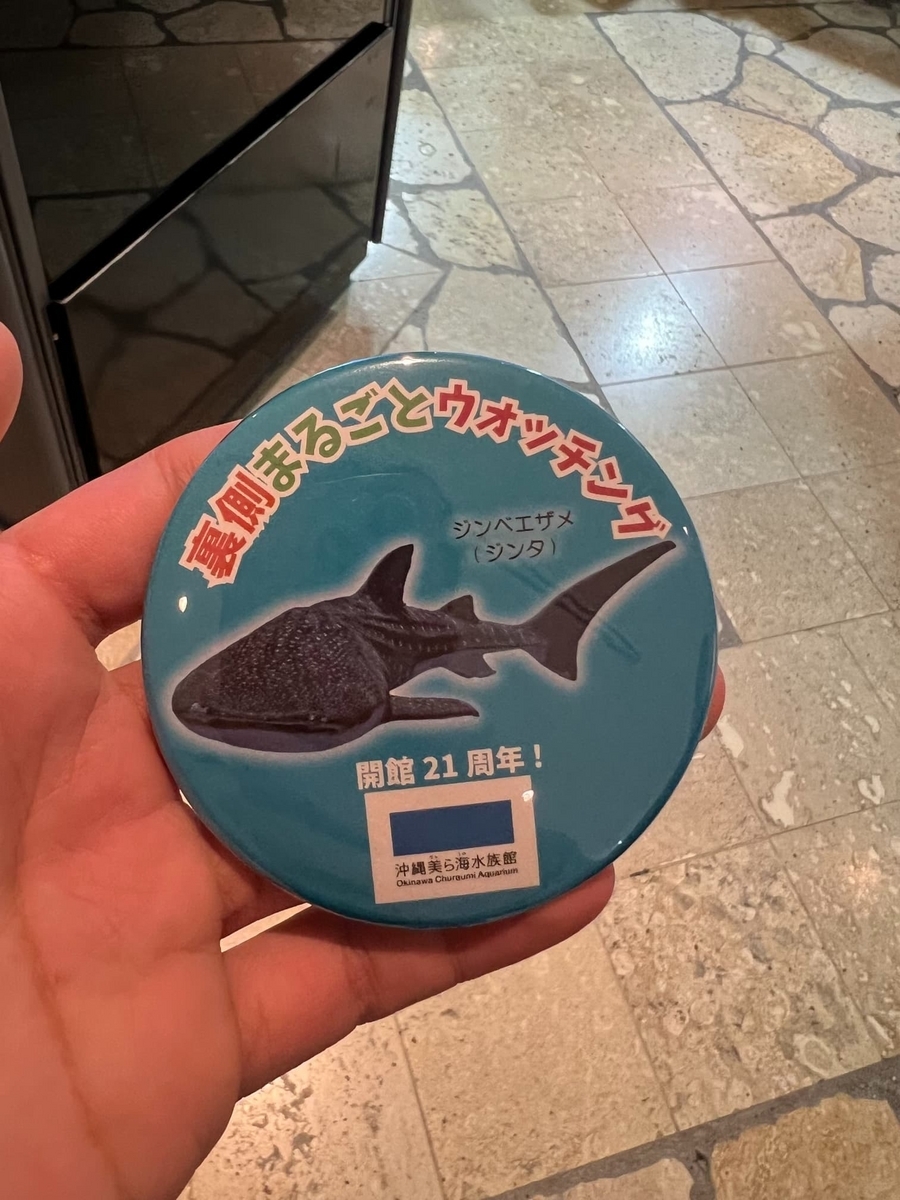 裏側まるごとウオッチング
ジンベエザメ
（ジンタ）
開館21周年！
沖縄美ら海水族館
Okinawa Churaumi Aquarium